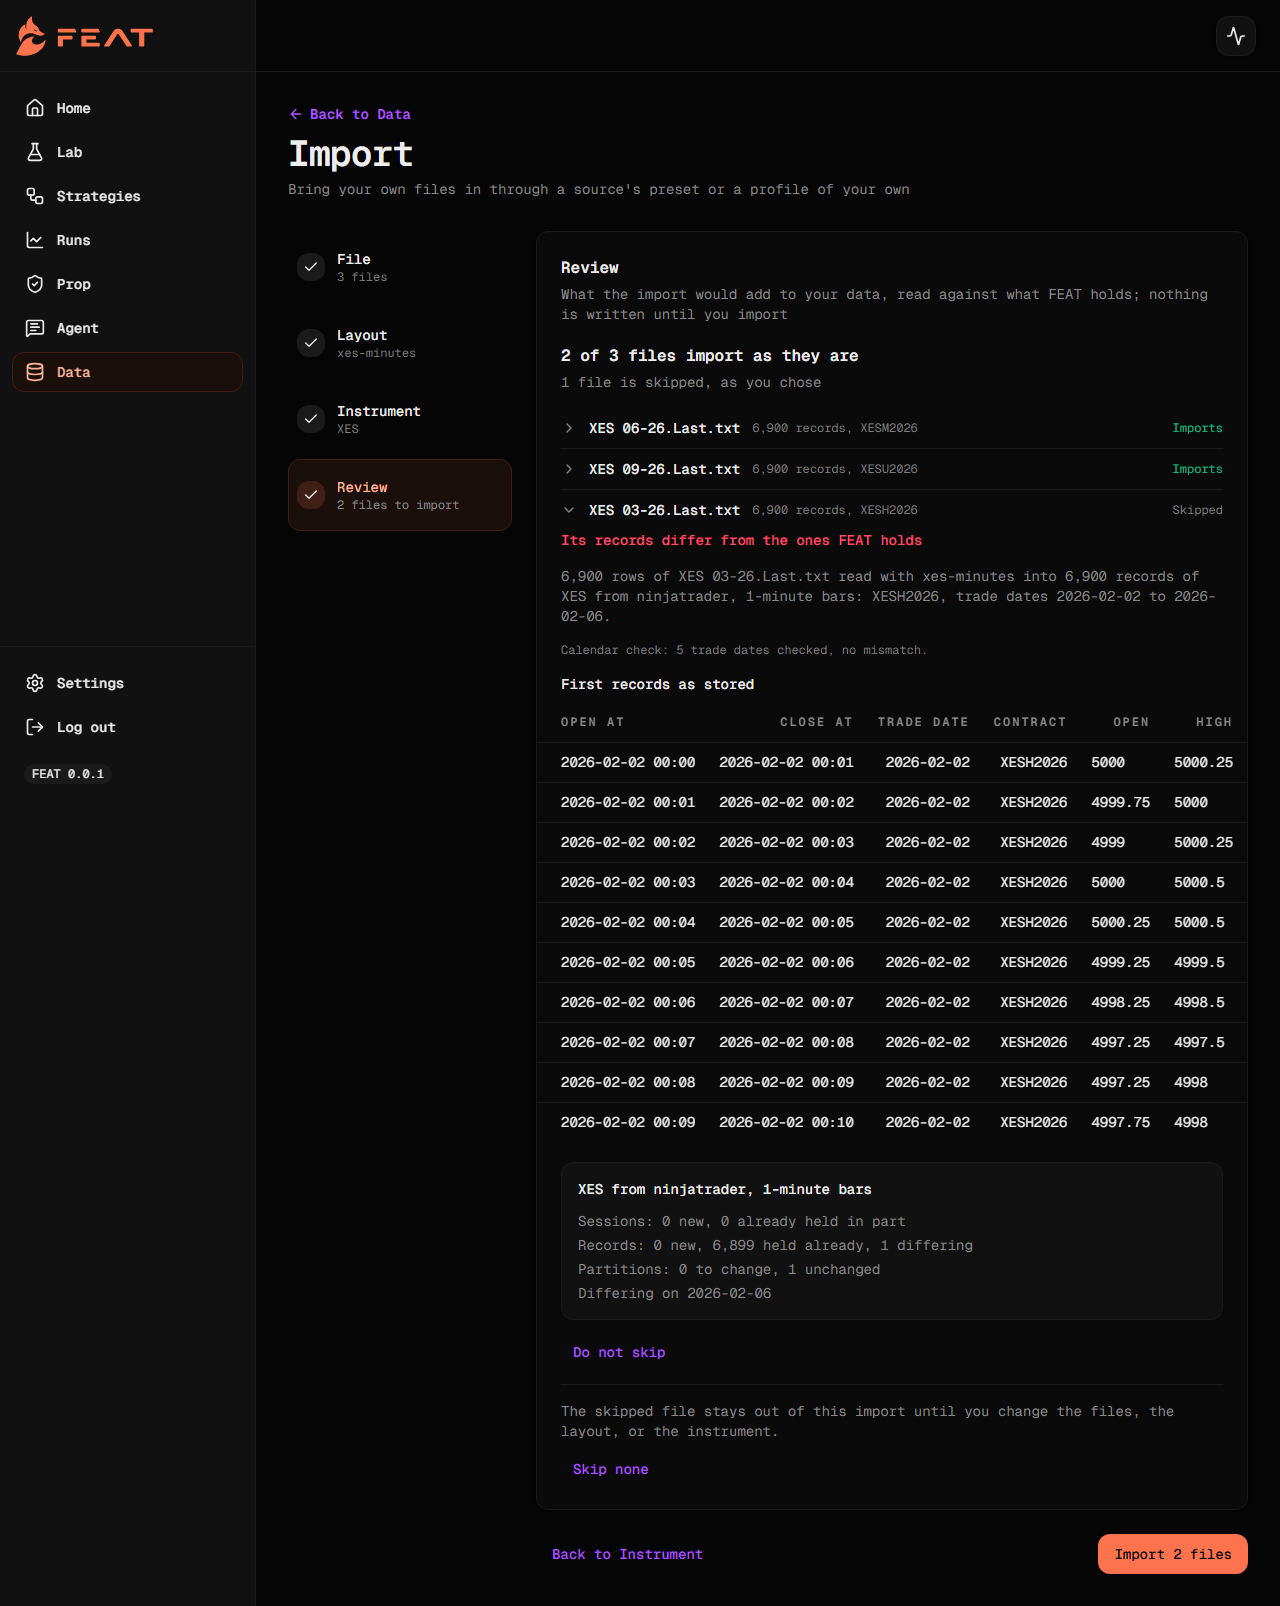 FEAT
Home
Lab
Strategies
Runs
Prop
Agent
Data
Settings
Log out
FEAT 0.0.1
Back to Data
Import
Bring your own files in through a source's preset or a profile of your own
File
3 files
Layout
xes-minutes
Instrument
XES
Review
2 files to import
Review
What the import would add to your data, read against what FEAT holds; nothing
is written until you import
2 of 3 files import as they are
1 file is skipped, as you chose
XES 06-26.Last.txt 6,900 records, XESM2026 Imports
XES 09-26.Last.txt 6,900 records, XESU2026 Imports
XES 03-26.Last.txt 6,900 records, XESH2026 Skipped
Its records differ from the ones FEAT holds
6,900 rows of XES 03-26.Last.txt read with xes-minutes into 6,900 records of
XES from ninjatrader, 1-minute bars: XESH2026, trade dates 2026-02-02 to 2026-
02-06.
Calendar check: 5 trade dates checked, no mismatch.
First records as stored
OPEN AT CLOSE AT TRADE DATE CONTRACT OPEN HIGH
2026-02-02 00:00 2026-02-02 00:01 2026-02-02 XESH2026 5000 5000.25
2026-02-02 00:01 2026-02-02 00:02 2026-02-02 XESH2026 4999.75 5000
2026-02-02 00:02 2026-02-02 00:03 2026-02-02 XESH2026 4999 5000.25
2026-02-02 00:03 2026-02-02 00:04 2026-02-02 XESH2026 5000 5000.5
2026-02-02 00:04 2026-02-02 00:05 2026-02-02 XESH2026 5000.25 5000.5
2026-02-02 00:05 2026-02-02 00:06 2026-02-02 XESH2026 4999.25 4999.5
2026-02-02 00:06 2026-02-02 00:07 2026-02-02 XESH2026 4998.25 4998.5
2026-02-02 00:07 2026-02-02 00:08 2026-02-02 XESH2026 4997.25 4997.5
2026-02-02 00:08 2026-02-02 00:09 2026-02-02 XESH2026 4997.25 4998
2026-02-02 00:09 2026-02-02 00:10 2026-02-02 XESH2026 4997.75 4998
XES from ninjatrader, 1-minute bars
Sessions: 0 new, 0 already held in part
Records: 0 new, 6,899 held already, 1 differing
Partitions: 0 to change, 1 unchanged
Differing on 2026-02-06
Do not skip
The skipped file stays out of this import until you change the files, the
layout, or the instrument.
Skip none
Back to Instrument
Import 2 files